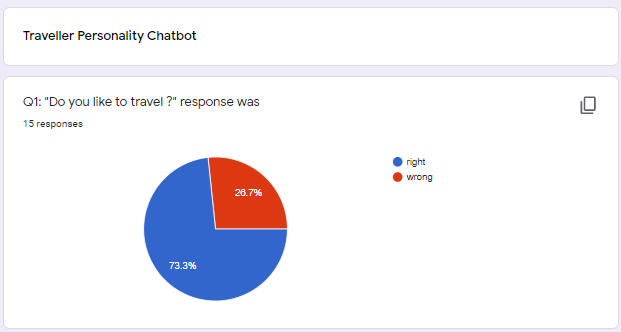 Traveller Personality Chatbot
Q1: "Do you like to travel ?" response was
15 responses
right
wrong
26.7%
73.3%